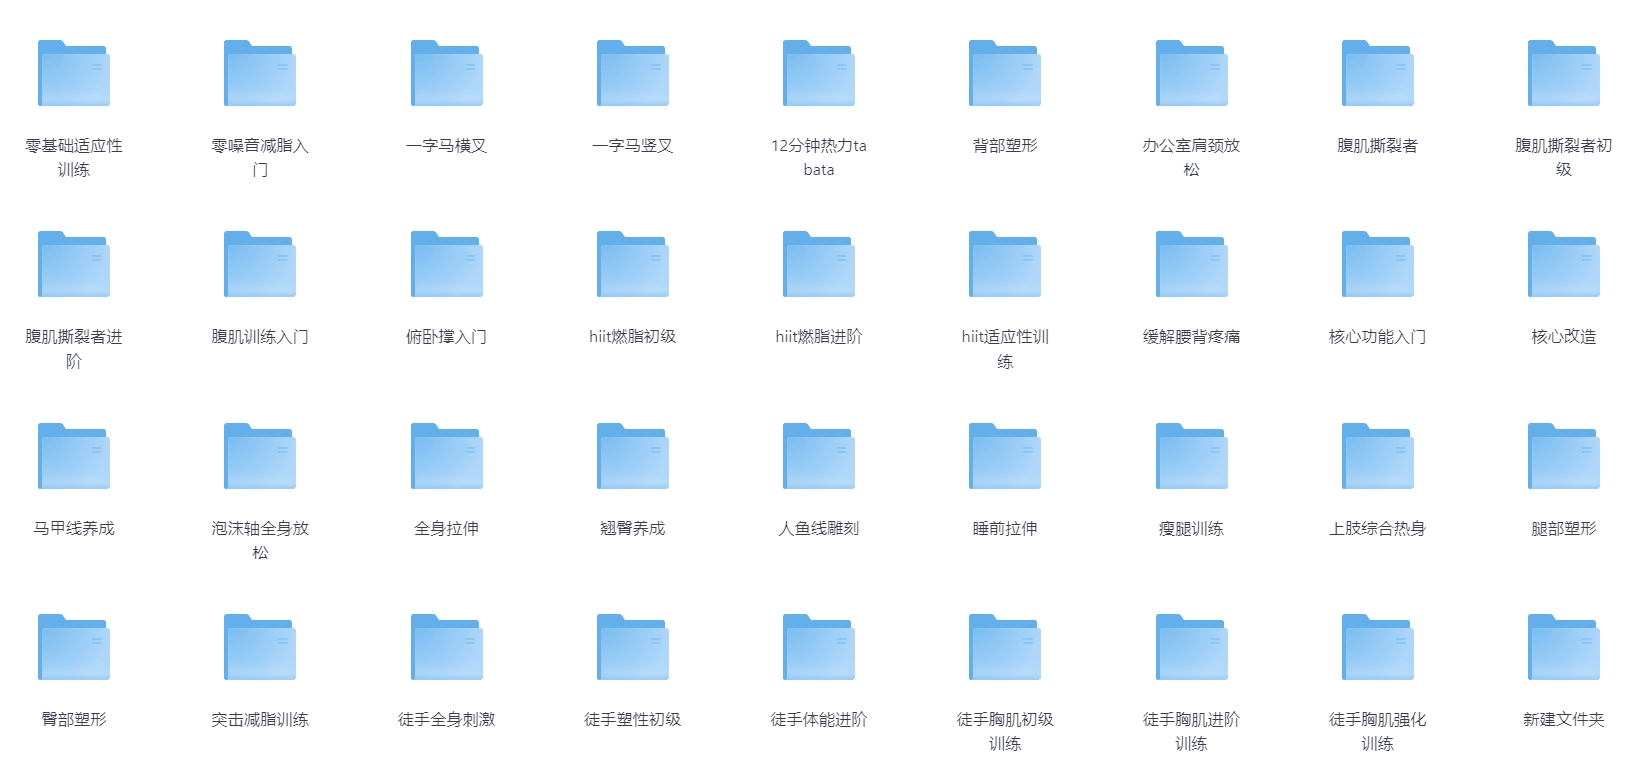 零基础适应性
训练
零噪音减脂入
门
一字马横叉
一字马竖叉
12分钟热力ta
bata
背部塑形
办公室肩颈放
松
腹肌撕裂者
腹肌撕裂者初
级
腹肌撕裂者进
阶
腹肌训练入门
俯卧撑入门
hiit燃脂初级
hiit燃脂进阶
hiit适应性训
练
缓解腰背疼痛
核心功能入门
核心改造
马甲线养成
泡沫轴全身放
松
全身拉伸
翘臀养成
人鱼线雕刻
睡前拉伸
瘦腿训练
上肢综合热身
腿部塑形
臀部塑形
突击减脂训练
徒手全身刺激
徒手塑性初级
徒手体能进阶
徒手胸肌初级
训练
徒手胸肌进阶
训练
徒手胸肌强化
训练
新建文件夹